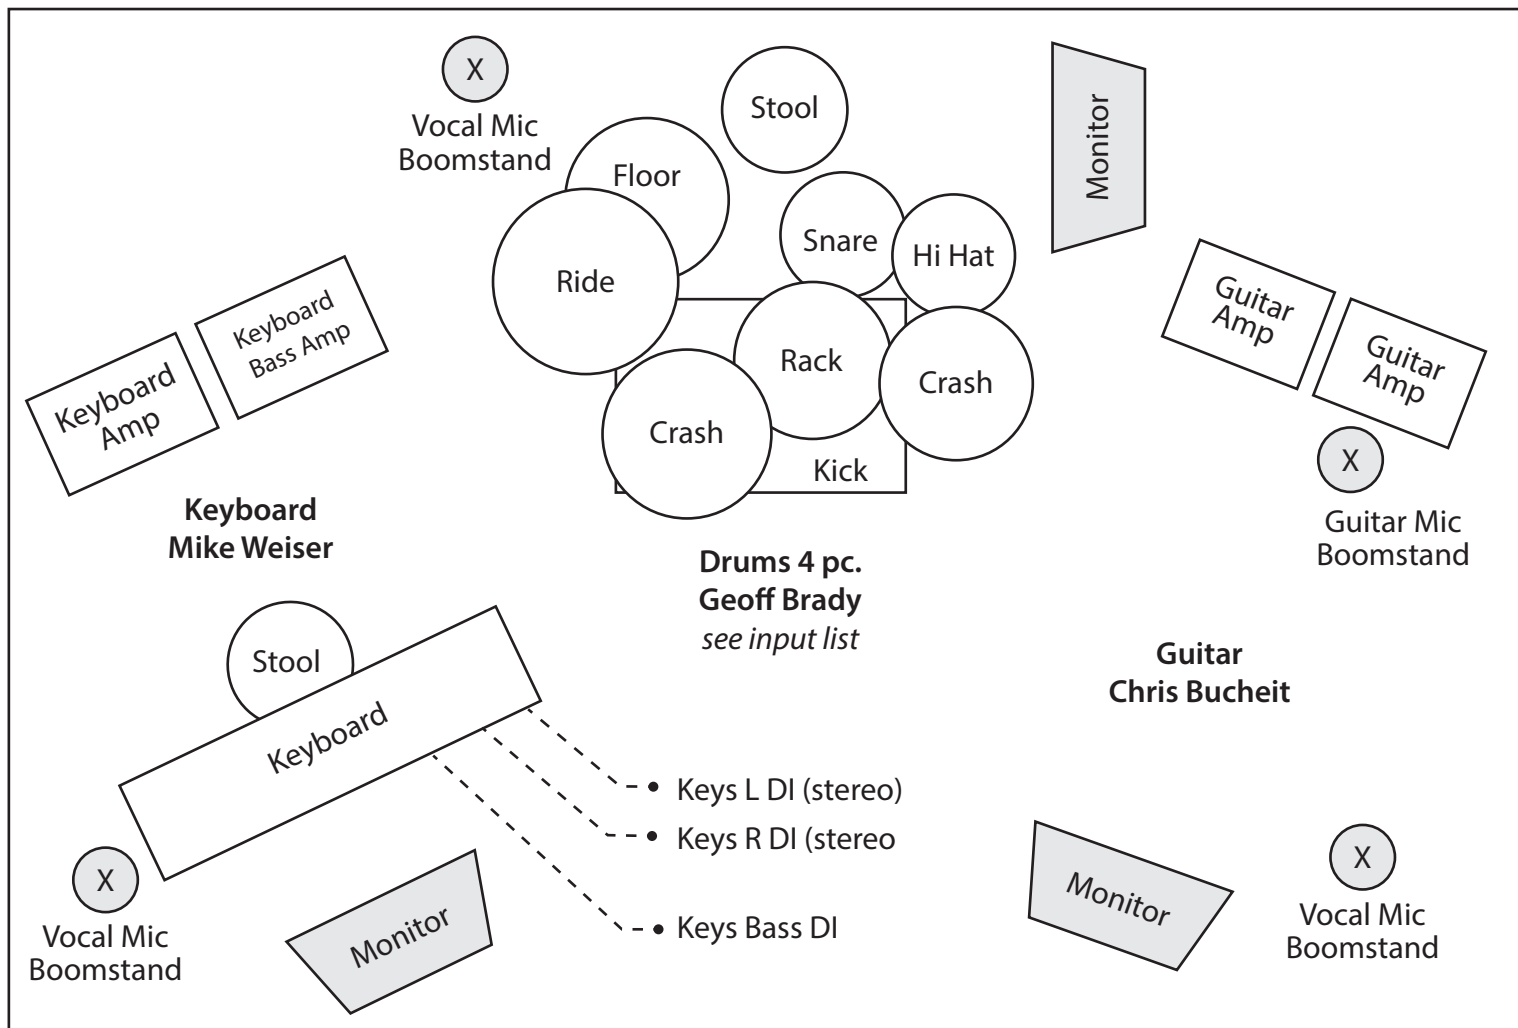 X
Vocal Mic
Boomstand
Stool
Monitor
Floor
Snare
Hi Hat
Ride
Rack
Crash
Crash
Kick
Keyboard
Bass Amp
Keyboard
Amp
Guitar
Amp
Guitar
Amp
X
Guitar Mic
Boomstand
Keyboard
Mike Weiser
Drums 4 pc.
Geoff Brady
see input list
Guitar
Chris Bucheit
Stool
Keyboard
Keys L DI (stereo)
Keys R DI (stereo
Keys Bass DI
X
Vocal Mic
Boomstand
Monitor
Monitor
X
Vocal Mic
Boomstand